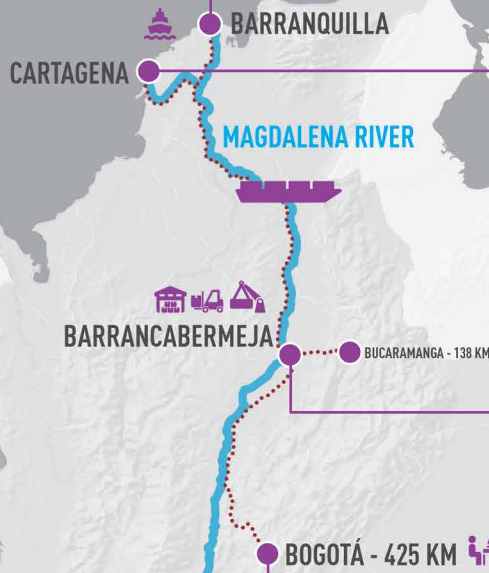 BARRANQUILLA
CARTAGENA
MAGDALENA RIVER
BARRANCABERMEJA
BUCARAMANGA - 138 KM
BOGOTÁ - 425 KM